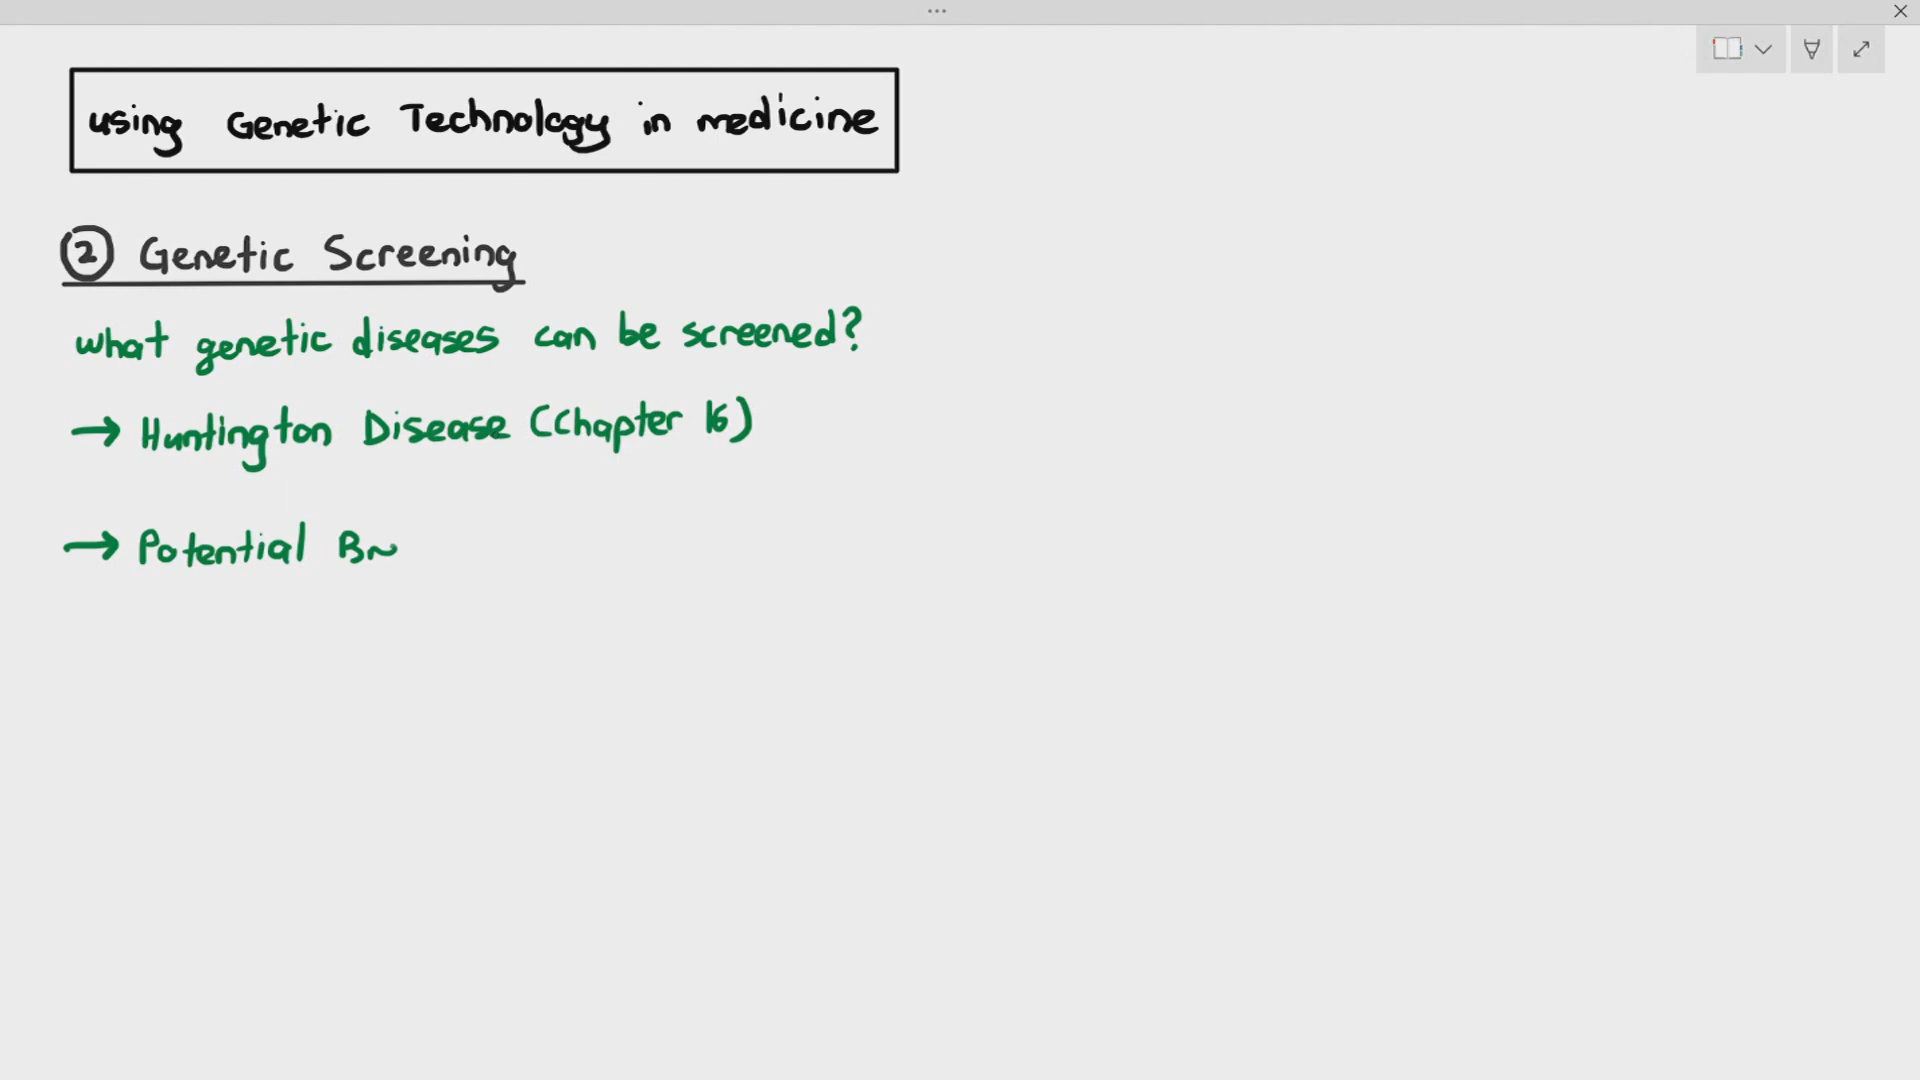 using Genetic Technology in medicine
② Genetic Screening
what genetic diseases can be screened?
→ Huntington Disease (Chapter 16)
→ Potential